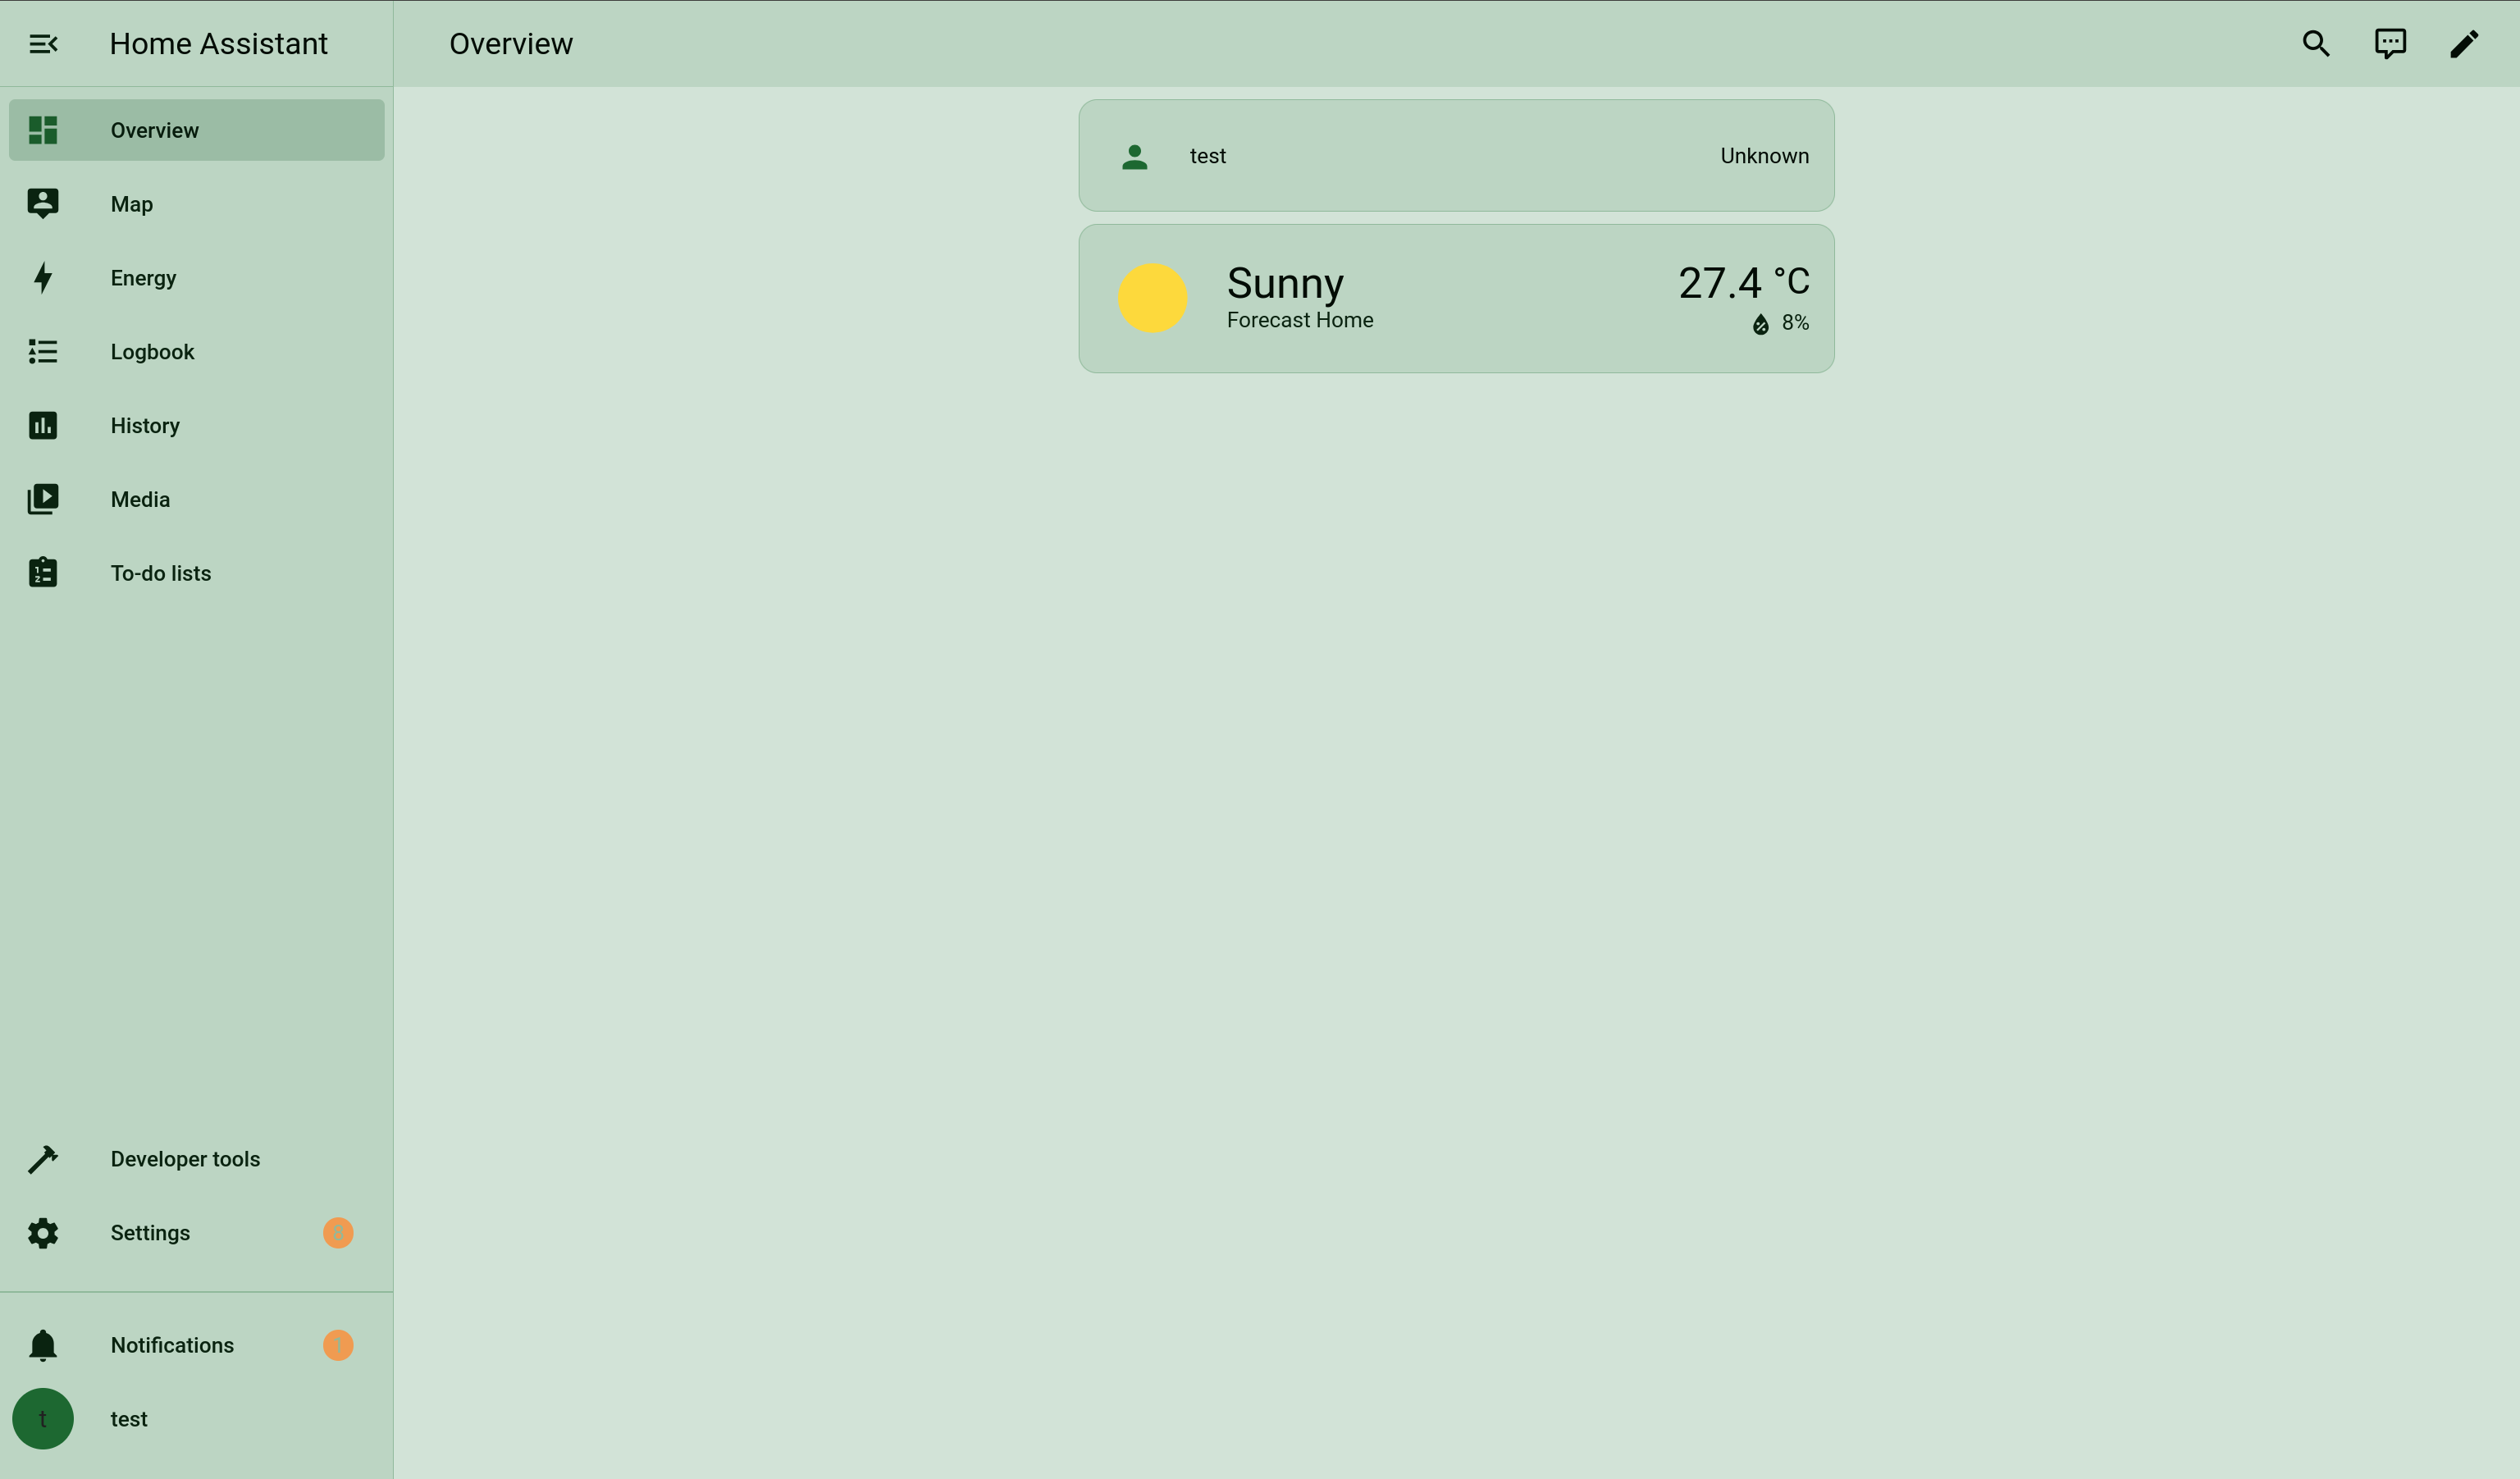 Home Assistant
Overview
Overview
Map
Energy
Logbook
History
Media
To-do lists
Developer tools
Settings
Notifications 1
t test
test Unknown
Sunny 27.4 °C
Forecast Home 8%